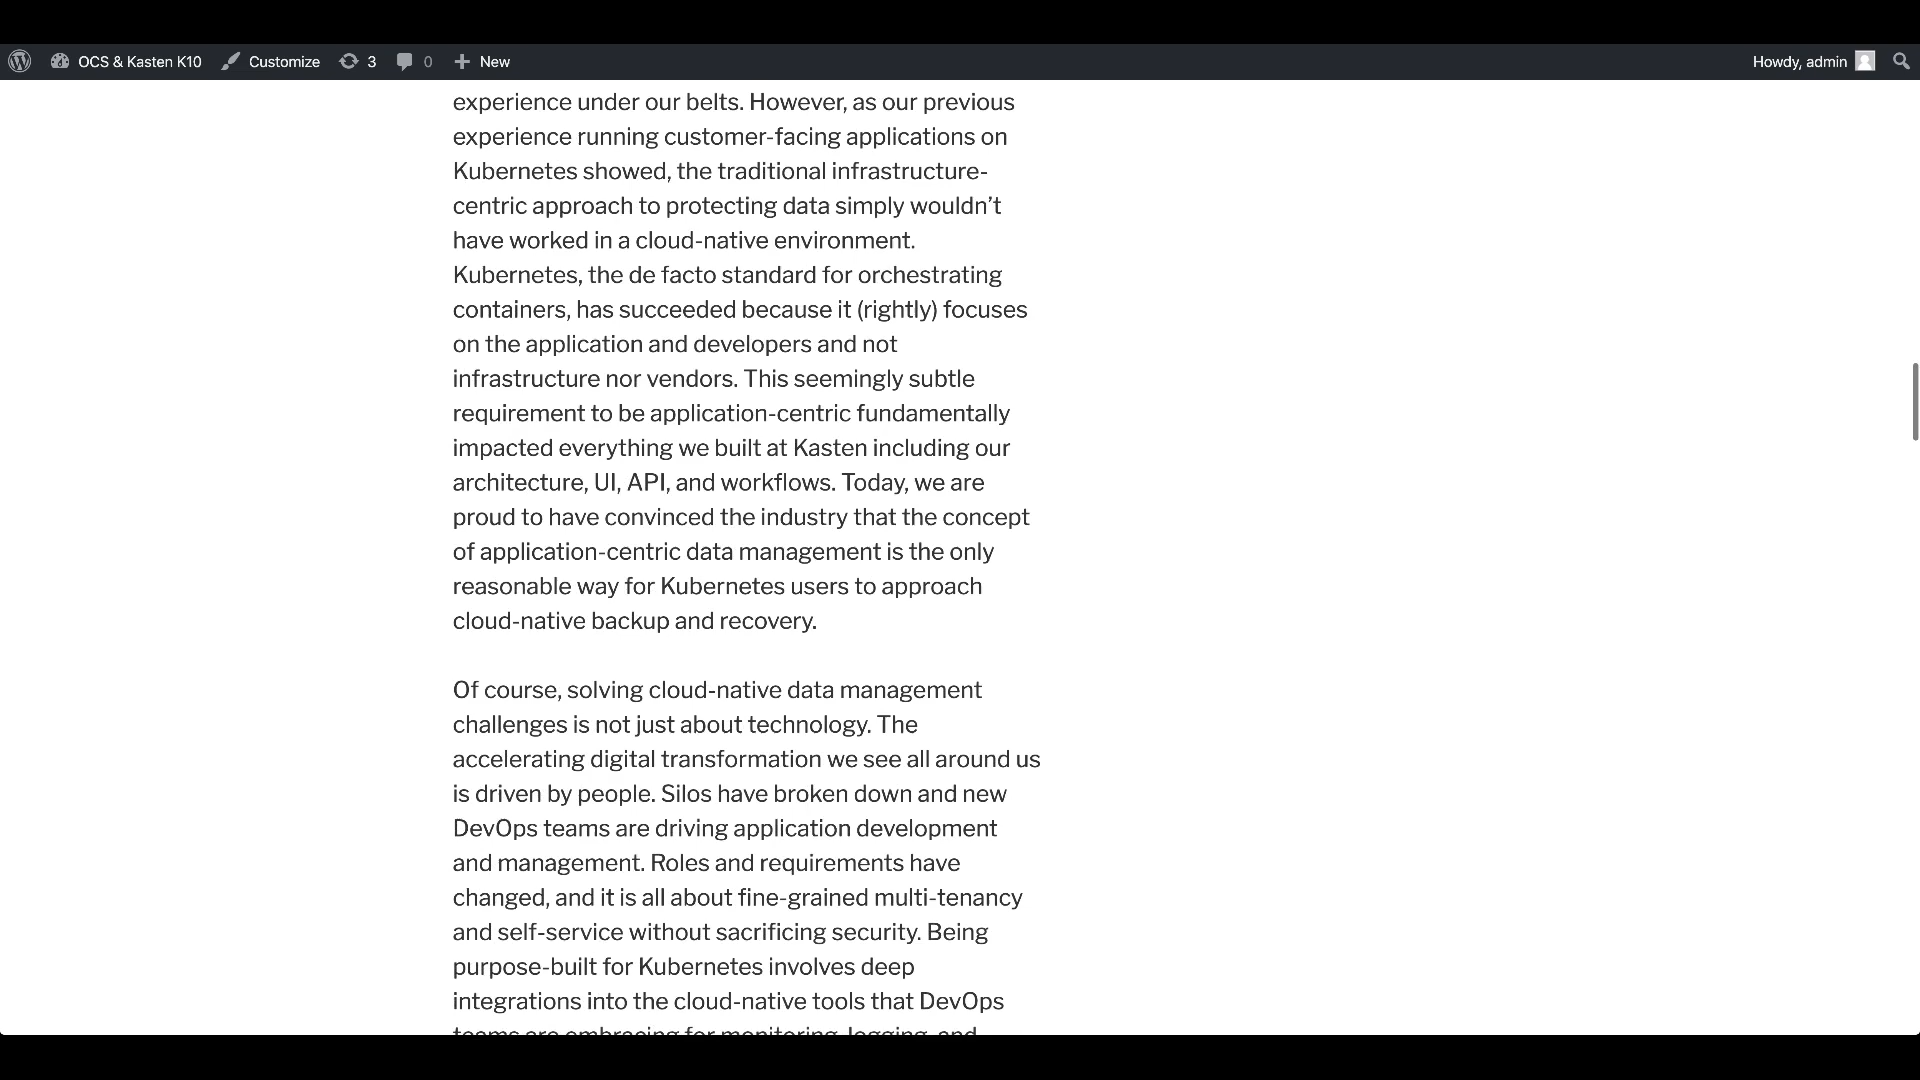 OCS & Kasten K10 Customize 3 0 New Howdy, admin
experience under our belts. However, as our previous
experience running customer-facing applications on
Kubernetes showed, the traditional infrastructure-
centric approach to protecting data simply wouldn’t
have worked in a cloud-native environment.
Kubernetes, the de facto standard for orchestrating
containers, has succeeded because it (rightly) focuses
on the application and developers and not
infrastructure nor vendors. This seemingly subtle
requirement to be application-centric fundamentally
impacted everything we built at Kasten including our
architecture, UI, API, and workflows. Today, we are
proud to have convinced the industry that the concept
of application-centric data management is the only
reasonable way for Kubernetes users to approach
cloud-native backup and recovery.
Of course, solving cloud-native data management
challenges is not just about technology. The
accelerating digital transformation we see all around us
is driven by people. Silos have broken down and new
DevOps teams are driving application development
and management. Roles and requirements have
changed, and it is all about fine-grained multi-tenancy
and self-service without sacrificing security. Being
purpose-built for Kubernetes involves deep
integrations into the cloud-native tools that DevOps
teams are embracing for monitoring, logging, and